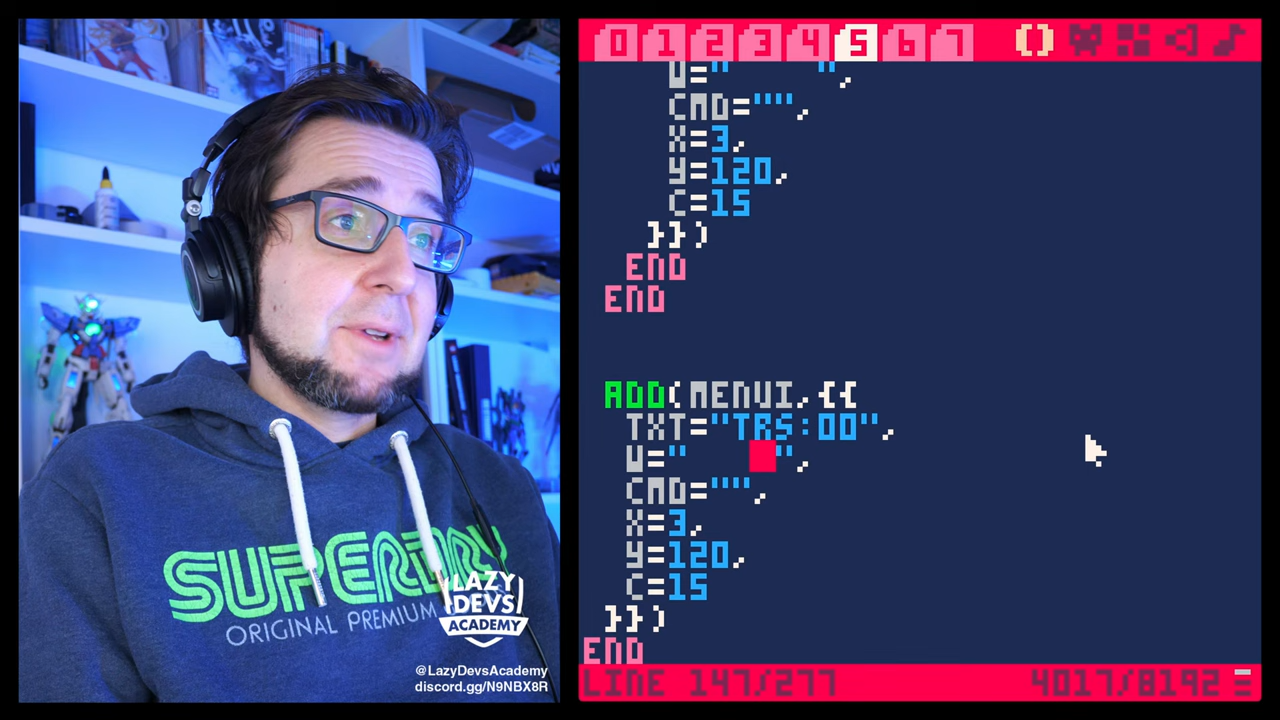 0 1 2 3 4 5 6 7 ()
W="      ",
CMD="",
X=3,
Y=120,
C=15
}})
END
END
ADD(MENUI,{{
TXT="TRS:00",
W="      ",
CMD="",
X=3,
Y=120,
C=15
}})
END
LINE 147/277 4017/8192
SUPERDRY
ORIGINAL PREMIUM
LAZY
DEVS
ACADEMY
@LazyDevsAcademy
discord.gg/N9NBX8R